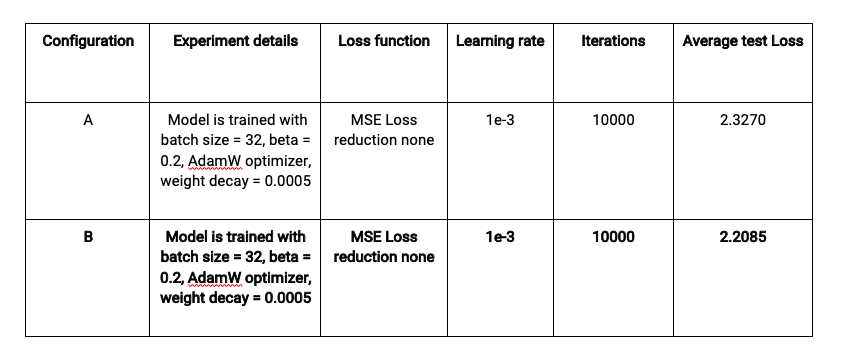 Configuration
Experiment details
Loss function
Learning rate
Iterations
Average test Loss
A
Model is trained with
batch size = 32, beta =
0.2, AdamW optimizer,
weight decay = 0.0005
MSE Loss
reduction none
1e-3
10000
2.3270
B
Model is trained with
batch size = 32, beta =
0.2, AdamW optimizer,
weight decay = 0.0005
MSE Loss
reduction none
1e-3
10000
2.2085